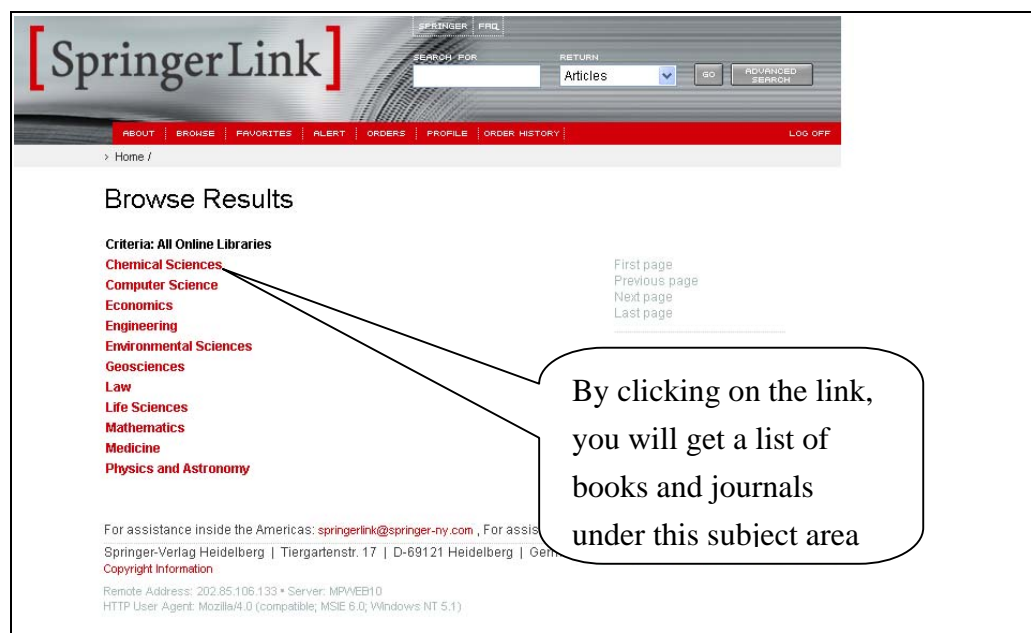 SPRINGER FAQ
[SpringerLink]
SEARCH FOR RETURN
Articles GO ADVANCED SEARCH
ABOUT BROWSE FAVORITES ALERT ORDERS PROFILE ORDER HISTORY LOG OFF
> Home /
Browse Results
Criteria: All Online Libraries
Chemical Sciences
Computer Science
Economics
Engineering
Environmental Sciences
Geosciences
Law
Life Sciences
Mathematics
Medicine
Physics and Astronomy
First page
Previous page
Next page
Last page
By clicking on the link,
you will get a list of
books and journals
under this subject area
For assistance inside the Americas: springerlink@springer-ny.com , For assis
Springer-Verlag Heidelberg | Tiergartenstr. 17 | D-69121 Heidelberg |
Copyright Information
Remote Address: 202.85.106.133 • Server: MPWEB10
HTTP User Agent: Mozilla/4.0 (compatible; MSIE 6.0; Windows NT 5.1)